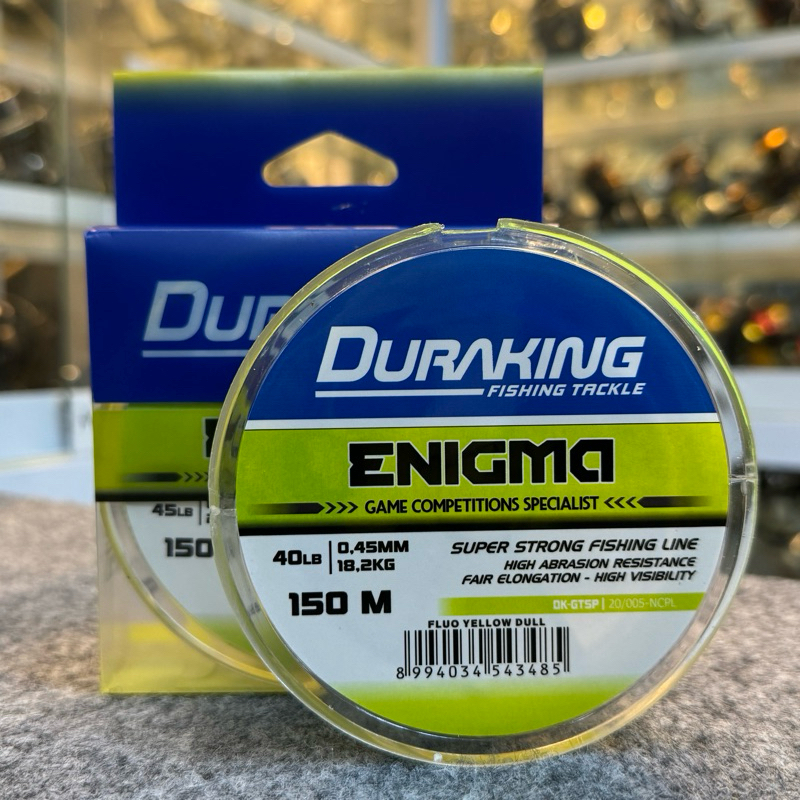 DURAKING
FISHING TACKLE
ENIGMA
GAME COMPETITIONS SPECIALIST
40LB
0,45MM
18,2KG
150 M
SUPER STRONG FISHING LINE
HIGH ABRASION RESISTANCE
FAIR ELONGATION - HIGH VISIBILITY
DK-GTSP | 20/005-NCPL
FLUO YELLOW DULL
8 994034 543485
DUR
45LB
150